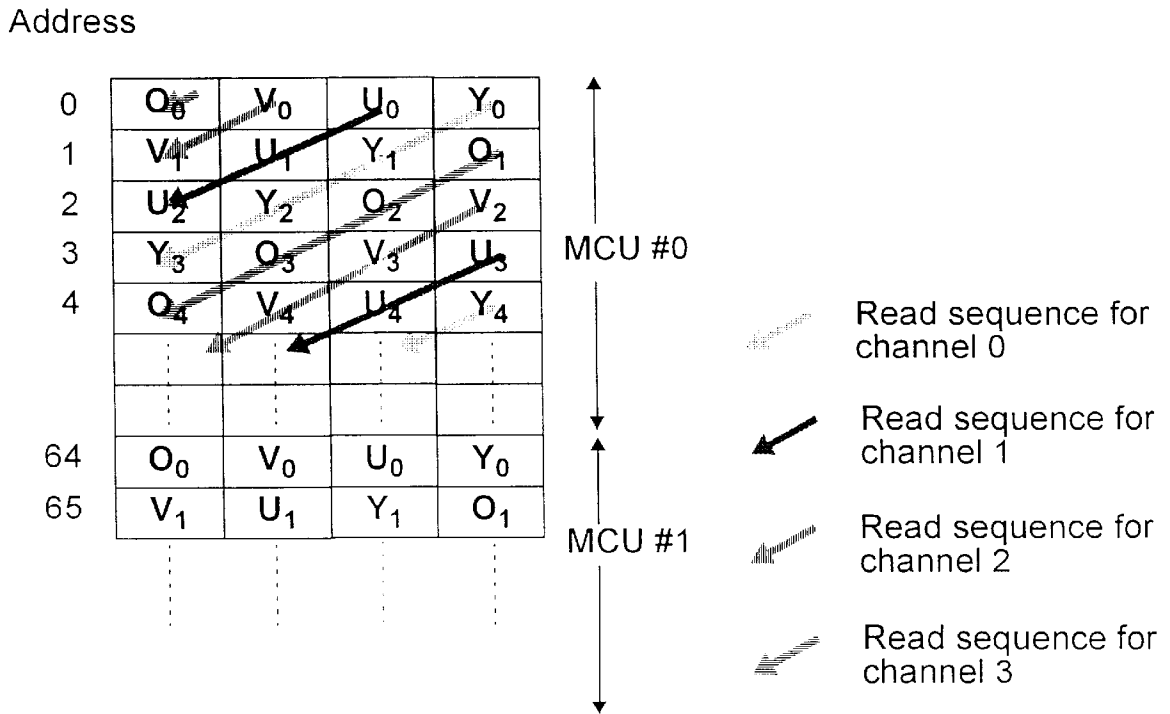 Address
0 O₀ V₀ U₀ Y₀
1 V₁ U₁ Y₁ O₁
2 U₂ Y₂ O₂ V₂
3 Y₃ O₃ V₃ U₃
MCU #0
4 O₄ V₄ U₄ Y₄
64 O₀ V₀ U₀ Y₀
65 V₁ U₁ Y₁ O₁
MCU #1
Read sequence for
channel 0
Read sequence for
channel 1
Read sequence for
channel 2
Read sequence for
channel 3